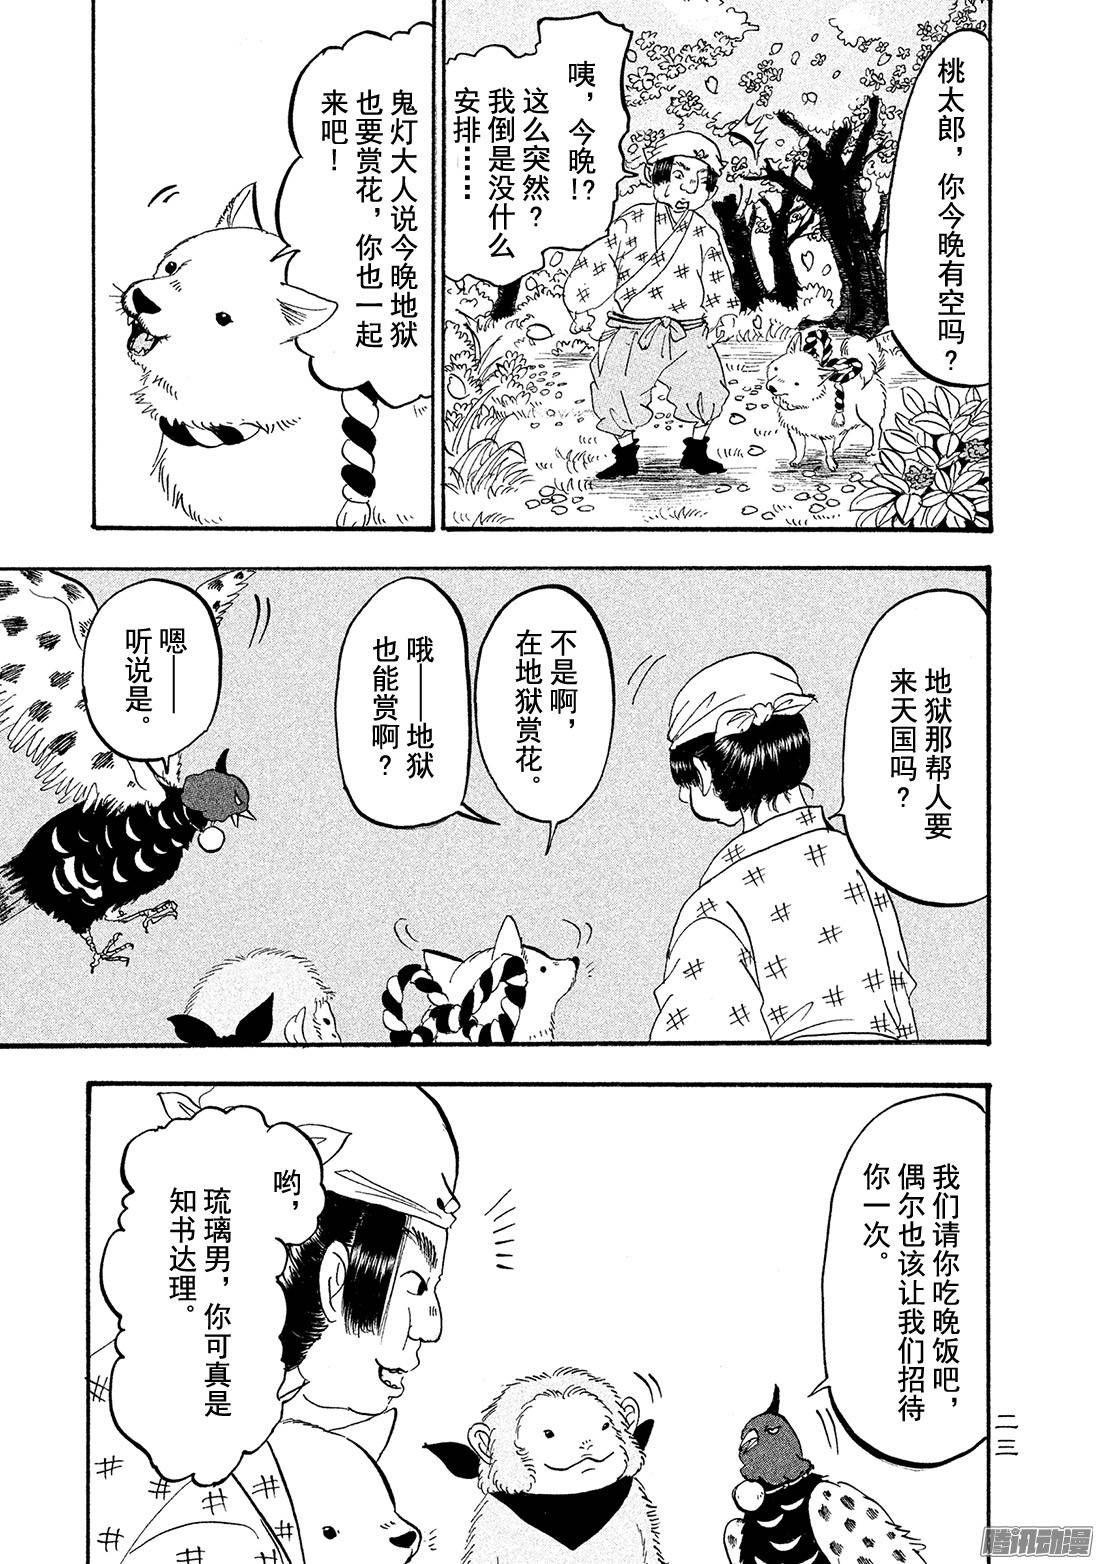 桃太郎，你今晚有空吗？
咦，今晚！？
这么突然？
我倒是没什么
安排……
鬼灯大人说今晚地狱
也要赏花，你也一起
来吧！
地狱那帮人要
来天国吗？
不是啊，
在地狱赏花。
哦——地狱
也能赏啊？
嗯——
听说是。
我们请你吃晚饭吧，
偶尔也该让我们招待
你一次。
哟，
琉璃男，你可真是
知书达理。
二三
腾讯动漫